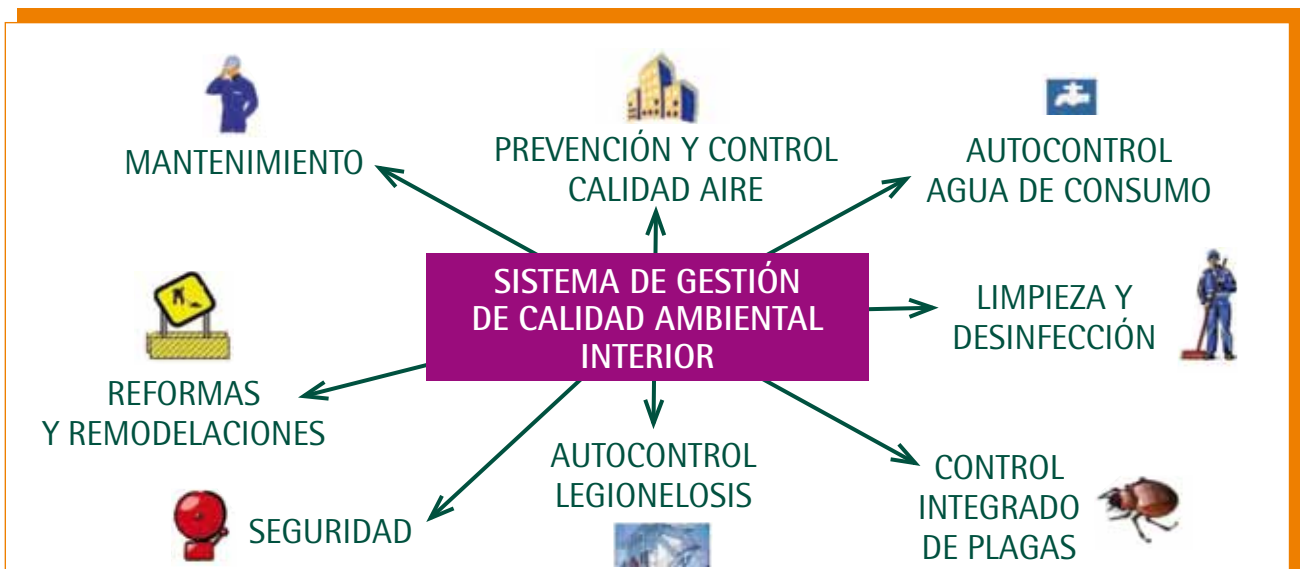 MANTENIMIENTO
PREVENCIÓN Y CONTROL
CALIDAD AIRE
AUTOCONTROL
AGUA DE CONSUMO
SISTEMA DE GESTIÓN
DE CALIDAD AMBIENTAL
INTERIOR
LIMPIEZA Y
DESINFECCIÓN
REFORMAS
Y REMODELACIONES
AUTOCONTROL
LEGIONELOSIS
CONTROL
INTEGRADO
DE PLAGAS
SEGURIDAD